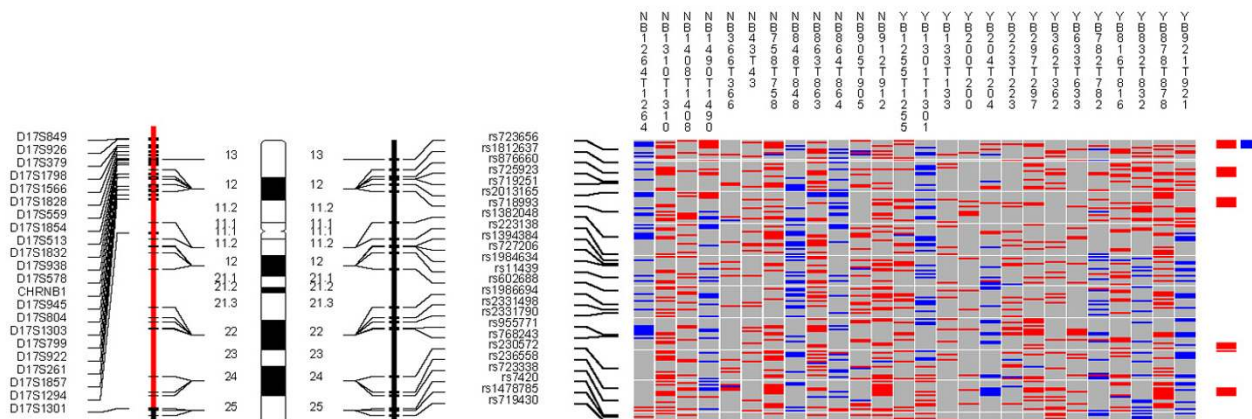 NB1264T1264
NB1310T1310
NB1408T1408
NB1490T1490
NB366T366
NB43T43
NB758T758
NB848T848
NB863T863
NB864T864
NB905T905
NB912T912
YB1255T1255
YB1301T1301
YB133T133
YB200T200
YB204T204
YB223T223
YB297T297
YB362T362
YB633T633
YB782T782
YB816T816
YB832T832
YB878T878
YB921T921
D17S849
D17S926
D17S379
D17S1798
D17S1566
D17S1828
D17S559
D17S1854
D17S513
D17S1832
D17S938
D17S578
CHRNB1
D17S945
D17S804
D17S1303
D17S799
D17S922
D17S261
D17S1857
D17S1294
D17S1301
13
12
11.2
11.1
11.1
11.2
12
21.1
21.2
21.3
22
23
24
25
13
12
11.2
11.1
11.1
11.2
12
21.1
21.2
21.3
22
23
24
25
rs723656
rs1812637
rs876660
rs725923
rs719251
rs2013165
rs718993
rs1382048
rs223138
rs1394384
rs727206
rs1984634
rs11439
rs602688
rs1986694
rs2331498
rs2331790
rs955771
rs768243
rs230572
rs236558
rs723338
rs7420
rs1478785
rs719430